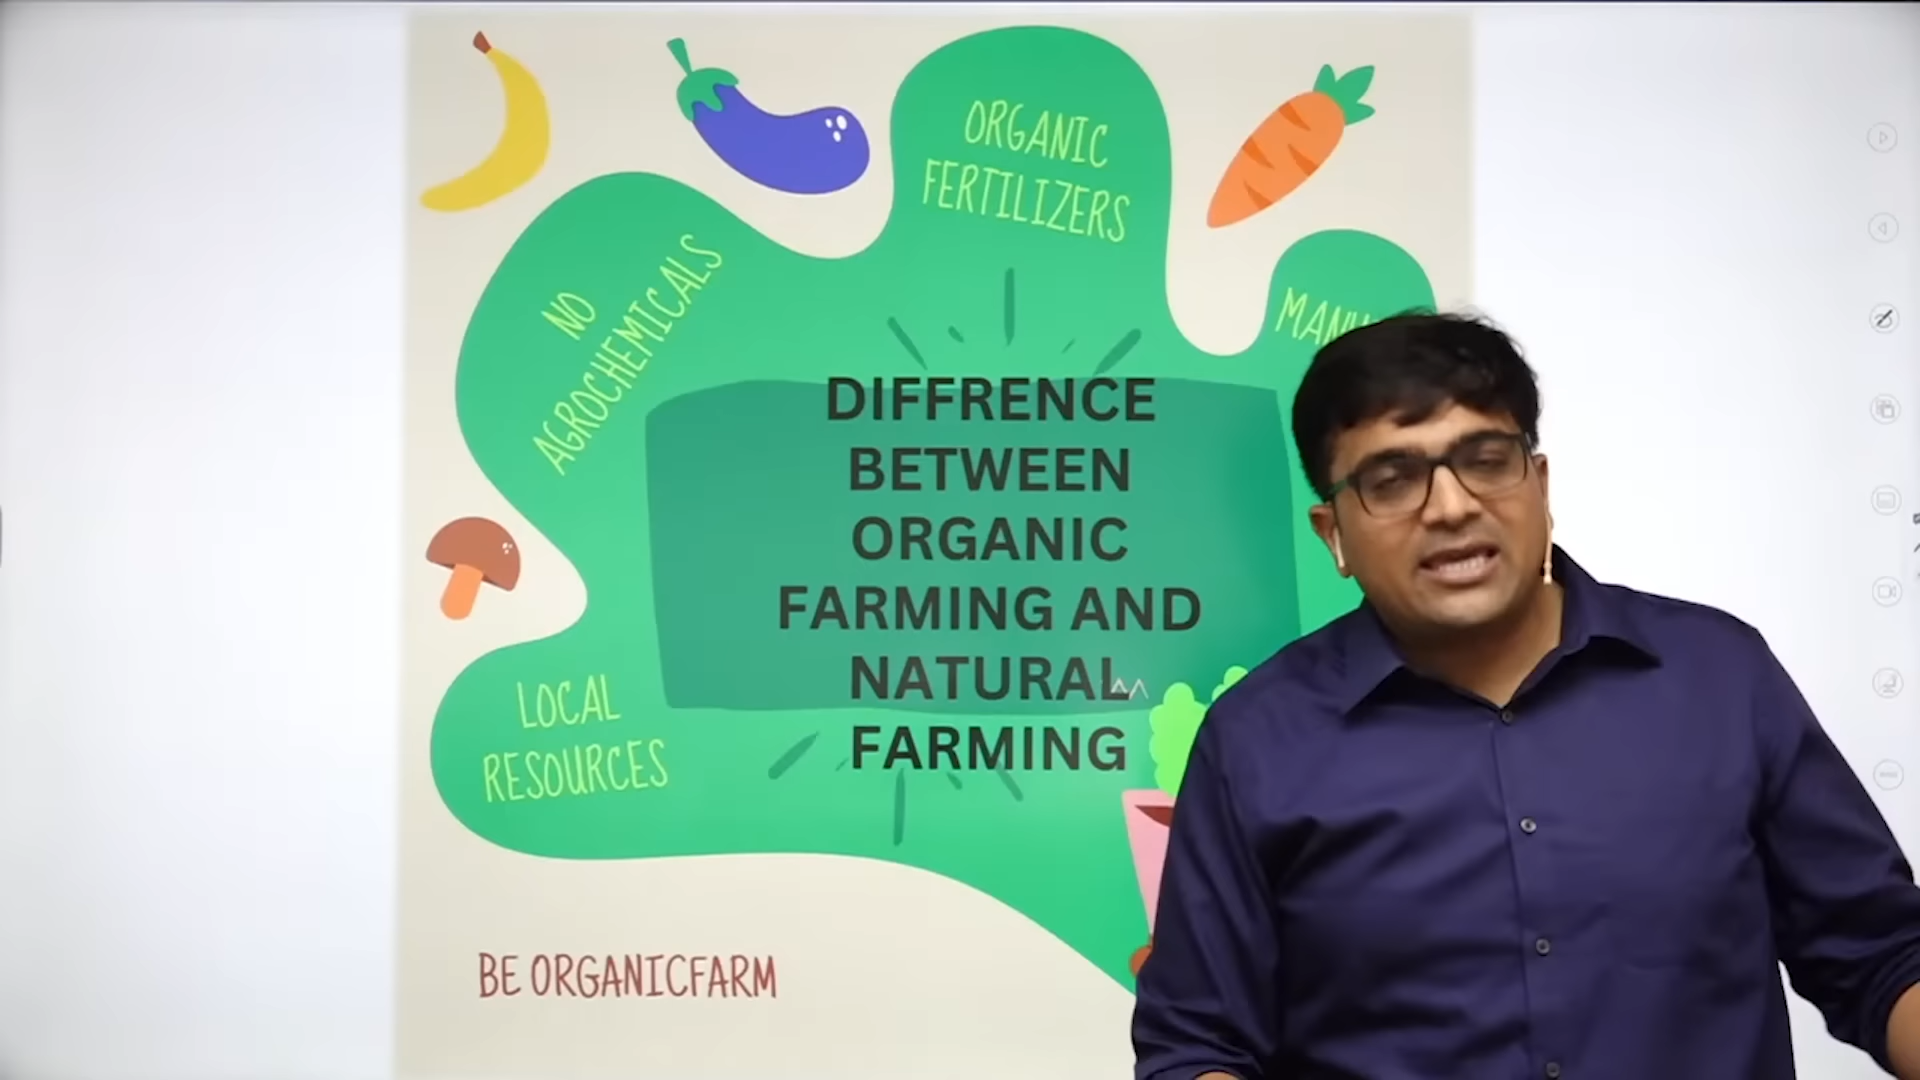 ORGANIC
FERTILIZERS
NO
AGROCHEMICALS
DIFFRENCE
BETWEEN
ORGANIC
FARMING AND
NATURAL
FARMING
LOCAL
RESOURCES
BE ORGANICFARM